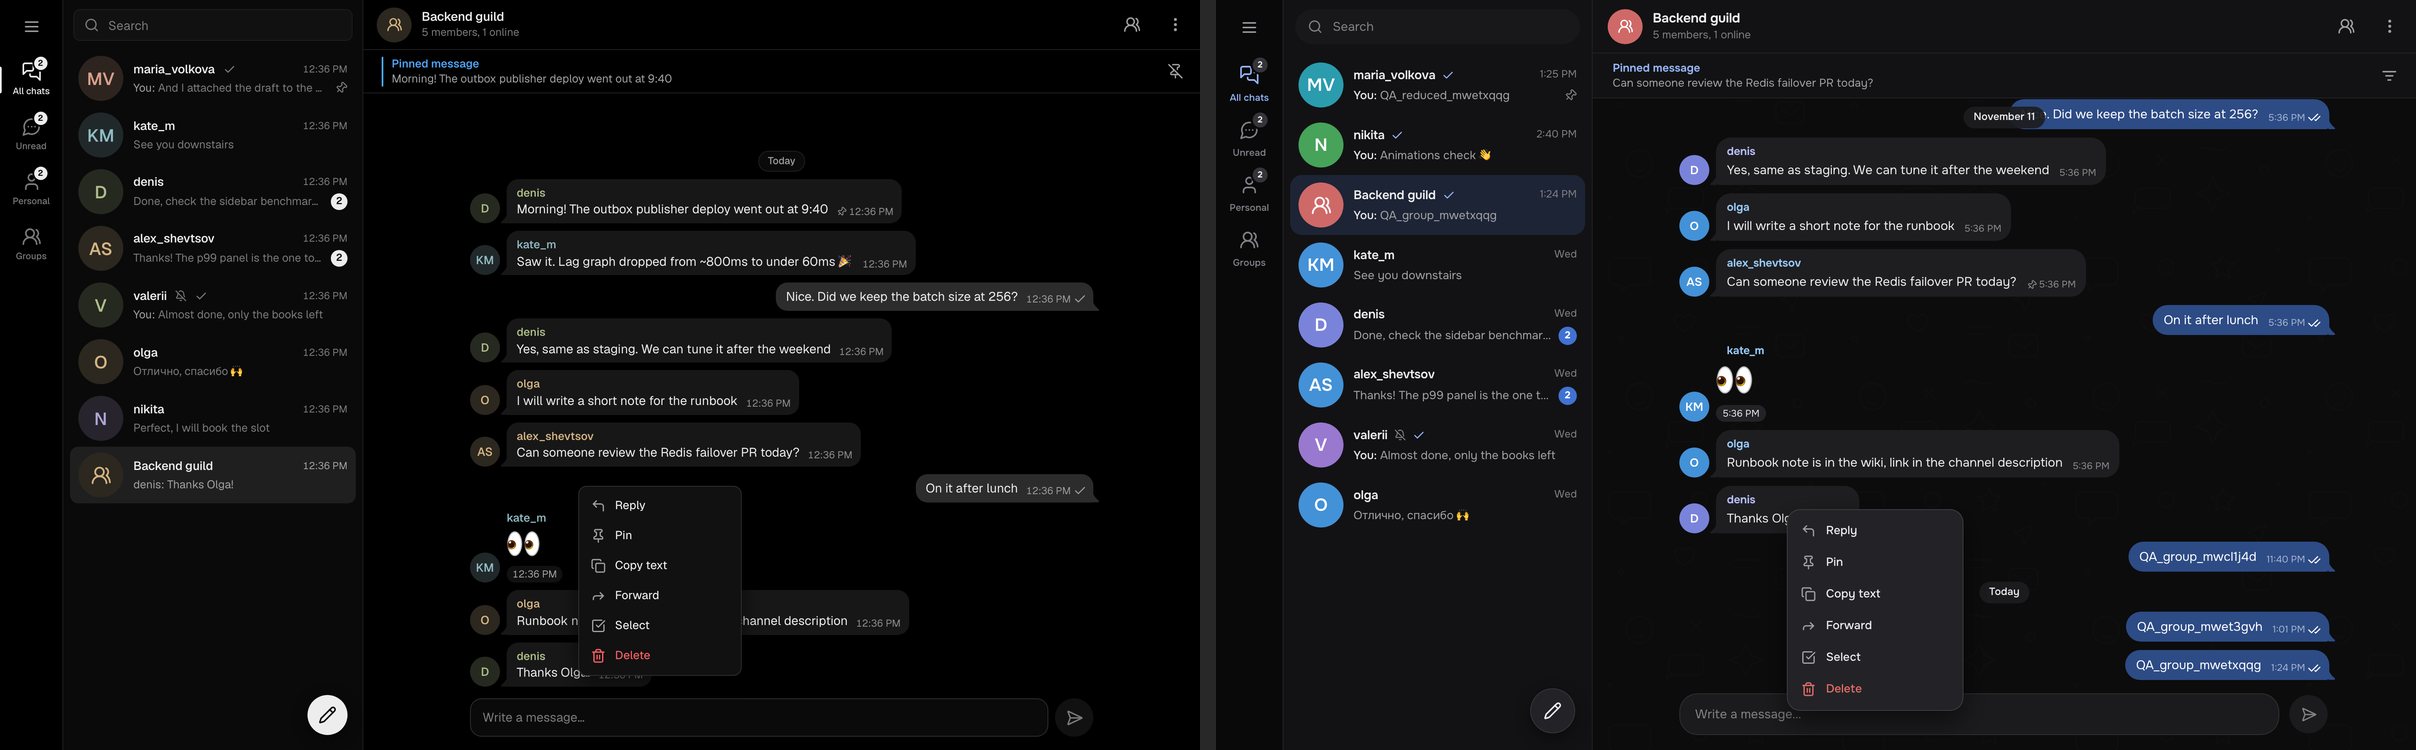 Search
2
All chats
2
Unread
2
Personal
Groups
MV
maria_volkova
12:36 PM
You: And I attached the draft to the ...
KM
kate_m
12:36 PM
See you downstairs
D
denis
12:36 PM
Done, check the sidebar benchmar...
2
AS
alex_shevtsov
12:36 PM
Thanks! The p99 panel is the one to...
2
V
valerii
12:36 PM
You: Almost done, only the books left
O
olga
12:36 PM
Отлично, спасибо 🙌
N
nikita
12:36 PM
Perfect, I will book the slot
Backend guild
12:36 PM
denis: Thanks Olga!
Backend guild
5 members, 1 online
Pinned message
Morning! The outbox publisher deploy went out at 9:40
Today
denis
D
Morning! The outbox publisher deploy went out at 9:40 12:36 PM
kate_m
KM
Saw it. Lag graph dropped from ~800ms to under 60ms 🎉 12:36 PM
Nice. Did we keep the batch size at 256? 12:36 PM
denis
D
Yes, same as staging. We can tune it after the weekend 12:36 PM
olga
O
I will write a short note for the runbook 12:36 PM
alex_shevtsov
AS
Can someone review the Redis failover PR today? 12:36 PM
On it after lunch 12:36 PM
kate_m
👀
KM
12:36 PM
olga
O
Runbook n
hannel description 12:36 PM
denis
D
Thanks Olga
12:36 PM
Reply
Pin
Copy text
Forward
Select
Delete
Write a message...
Search
2
All chats
2
Unread
2
Personal
Groups
MV
maria_volkova
1:25 PM
You: QA_reduced_mwetxqqg
N
nikita
2:40 PM
You: Animations check 👋
Backend guild
1:24 PM
You: QA_group_mwetxqqg
KM
kate_m
Wed
See you downstairs
D
denis
Wed
Done, check the sidebar benchmar...
2
AS
alex_shevtsov
Wed
Thanks! The p99 panel is the one t...
2
V
valerii
Wed
You: Almost done, only the books left
O
olga
Wed
Отлично, спасибо 🙌
Backend guild
5 members, 1 online
Pinned message
Can someone review the Redis failover PR today?
November 11
. Did we keep the batch size at 256? 5:36 PM
denis
D
Yes, same as staging. We can tune it after the weekend 5:36 PM
olga
O
I will write a short note for the runbook 5:36 PM
alex_shevtsov
AS
Can someone review the Redis failover PR today? 5:36 PM
On it after lunch 5:36 PM
kate_m
👀
KM
5:36 PM
olga
O
Runbook note is in the wiki, link in the channel description 5:36 PM
denis
D
Thanks Olg
QA_group_mwcl1j4d 11:40 PM
Today
QA_group_mwet3gvh 1:01 PM
QA_group_mwetxqqg 1:24 PM
Reply
Pin
Copy text
Forward
Select
Delete
Write a message...